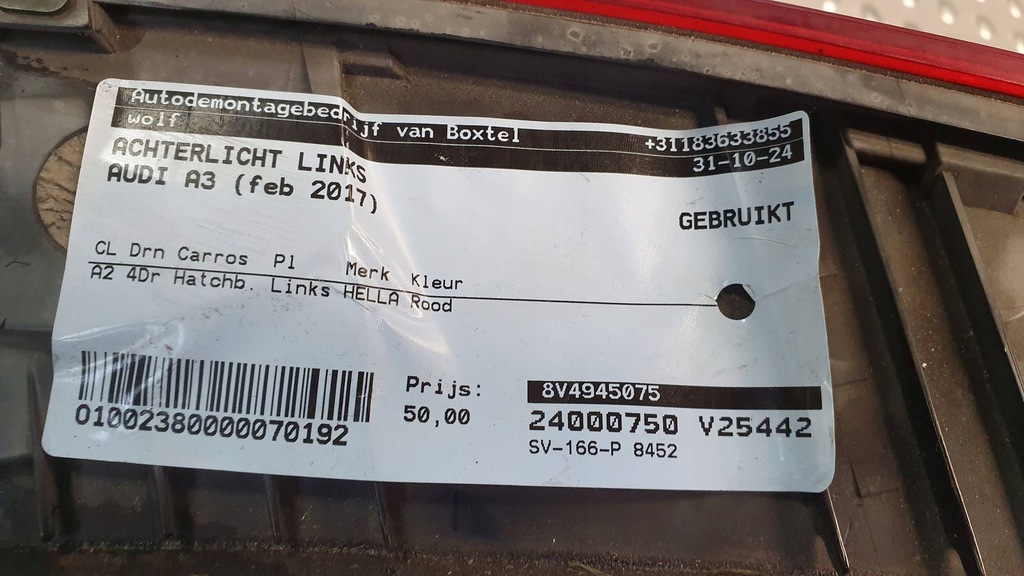 Autodemontagebedrijf van Boxtel +31183633855
wolf 31-10-24
ACHTERLICHT LINKS
AUDI A3 (feb 2017)
GEBRUIKT
CL Drn Carros Pl Merk Kleur
A2 4Dr Hatchb. Links HELLA Rood
Prijs:
50,00
8V4945075
24000750 V25442
SV-166-P 8452
01002380000070192